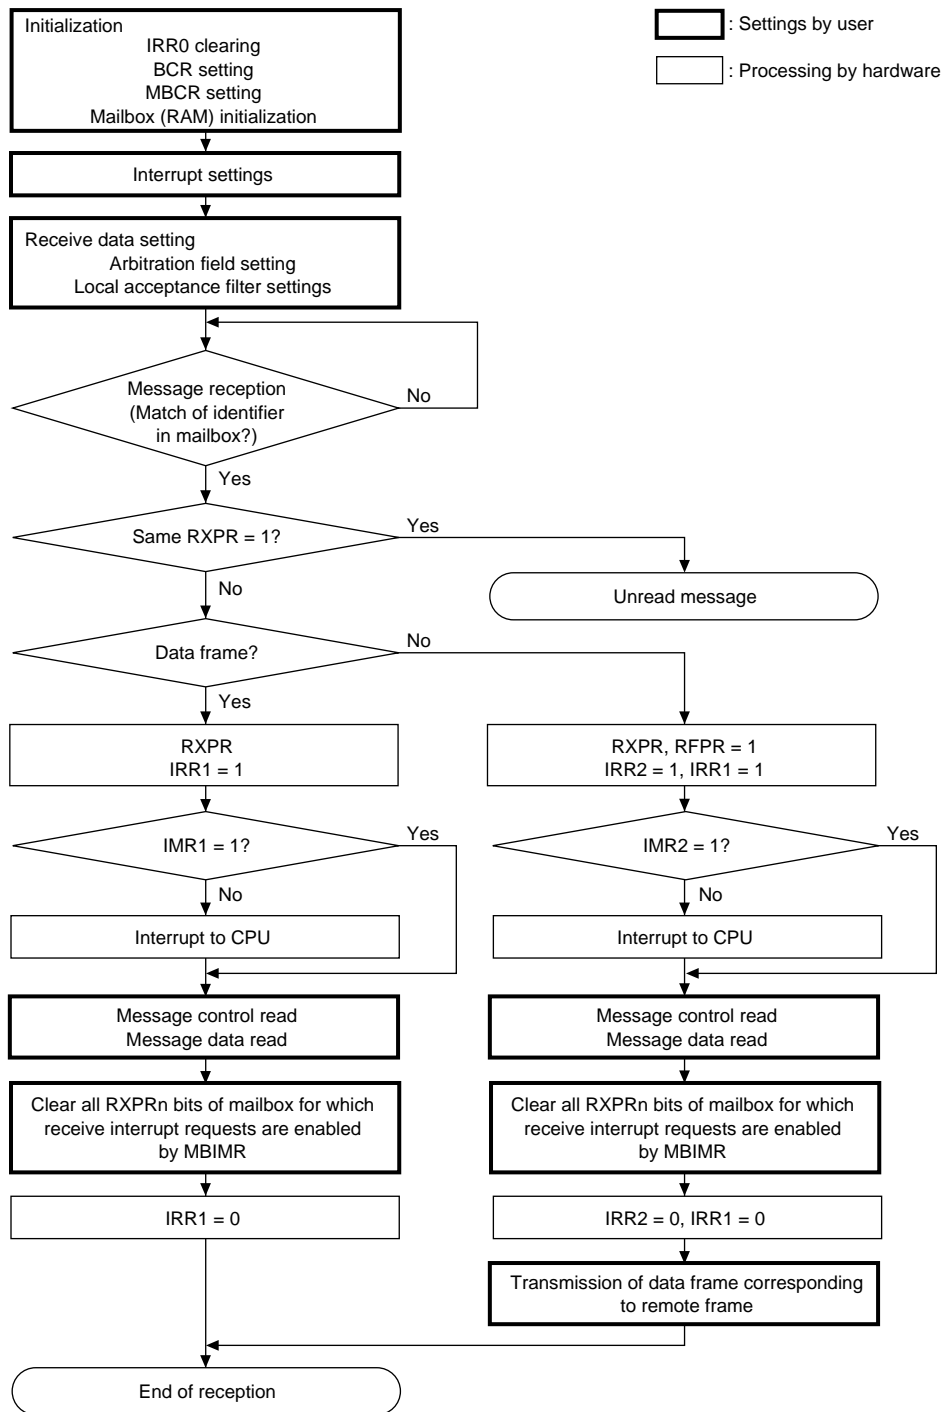 Initialization
IRR0 clearing
BCR setting
MBCR setting
Mailbox (RAM) initialization
: Settings by user
: Processing by hardware
Interrupt settings
Receive data setting
Arbitration field setting
Local acceptance filter settings
Message reception
(Match of identifier
in mailbox?)
No
Yes
Same RXPR = 1?
Yes
No
Unread message
Data frame?
No
Yes
RXPR
IRR1 = 1
RXPR, RFPR = 1
IRR2 = 1, IRR1 = 1
IMR1 = 1?
Yes
No
IMR2 = 1?
Yes
No
Interrupt to CPU
Interrupt to CPU
Message control read
Message data read
Message control read
Message data read
Clear all RXPRn bits of mailbox for which
receive interrupt requests are enabled
by MBIMR
Clear all RXPRn bits of mailbox for which
receive interrupt requests are enabled
by MBIMR
IRR1 = 0
IRR2 = 0, IRR1 = 0
Transmission of data frame corresponding
to remote frame
End of reception